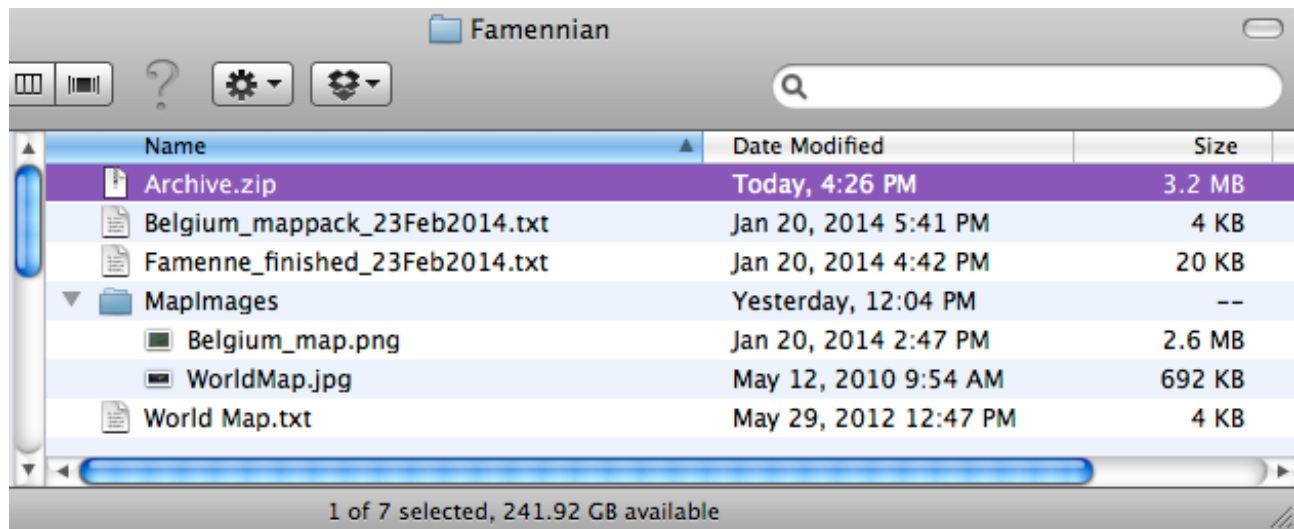 Famennian
?
Name Date Modified Size
Archive.zip Today, 4:26 PM 3.2 MB
Belgium_mappack_23Feb2014.txt Jan 20, 2014 5:41 PM 4 KB
Famenne_finished_23Feb2014.txt Jan 20, 2014 4:42 PM 20 KB
MapImages Yesterday, 12:04 PM --
Belgium_map.png Jan 20, 2014 2:47 PM 2.6 MB
WorldMap.jpg May 12, 2010 9:54 AM 692 KB
World Map.txt May 29, 2012 12:47 PM 4 KB
1 of 7 selected, 241.92 GB available